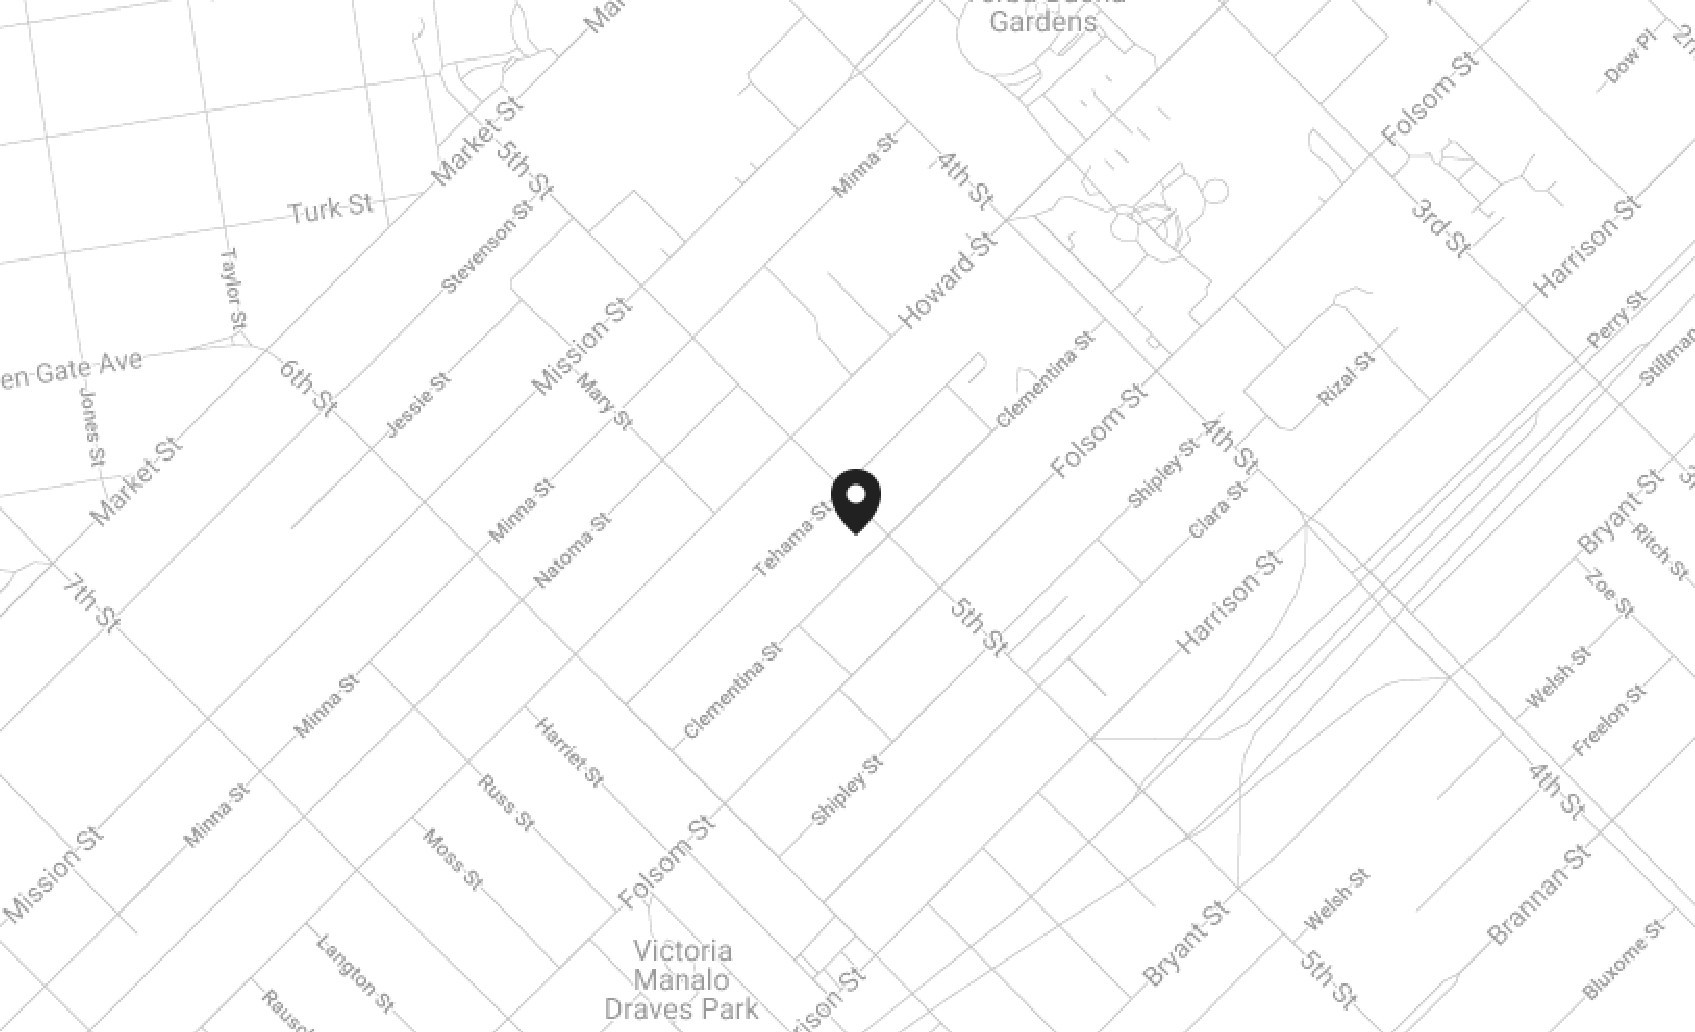 Gardens
Market St
Folsom St
Dow Pl
5th St
Minna St
4th St
Turk St
Stevenson St
3rd St
Harrison St
Taylor St
Howard St
Mission St
Perry St
Clementina St
en Gate Ave
6th St
Jessie St
Mary St
Rizal St
Jones St
Folsom St
4th St
Market St
Shipley St
Clara St
Bryant St
Minna St
Natoma St
Tehama St
Ritch St
7th St
Harrison St
Zoe St
5th St
Clementina St
Minna St
Welsh St
Freelon St
Harriet St
Russ St
Shipley St
4th St
Minna St
Moss St
Mission St
Folsom St
Welsh St
Brannan St
Bryant St
Langton St
Victoria
Manalo
Draves Park
5th St
Bluxome St